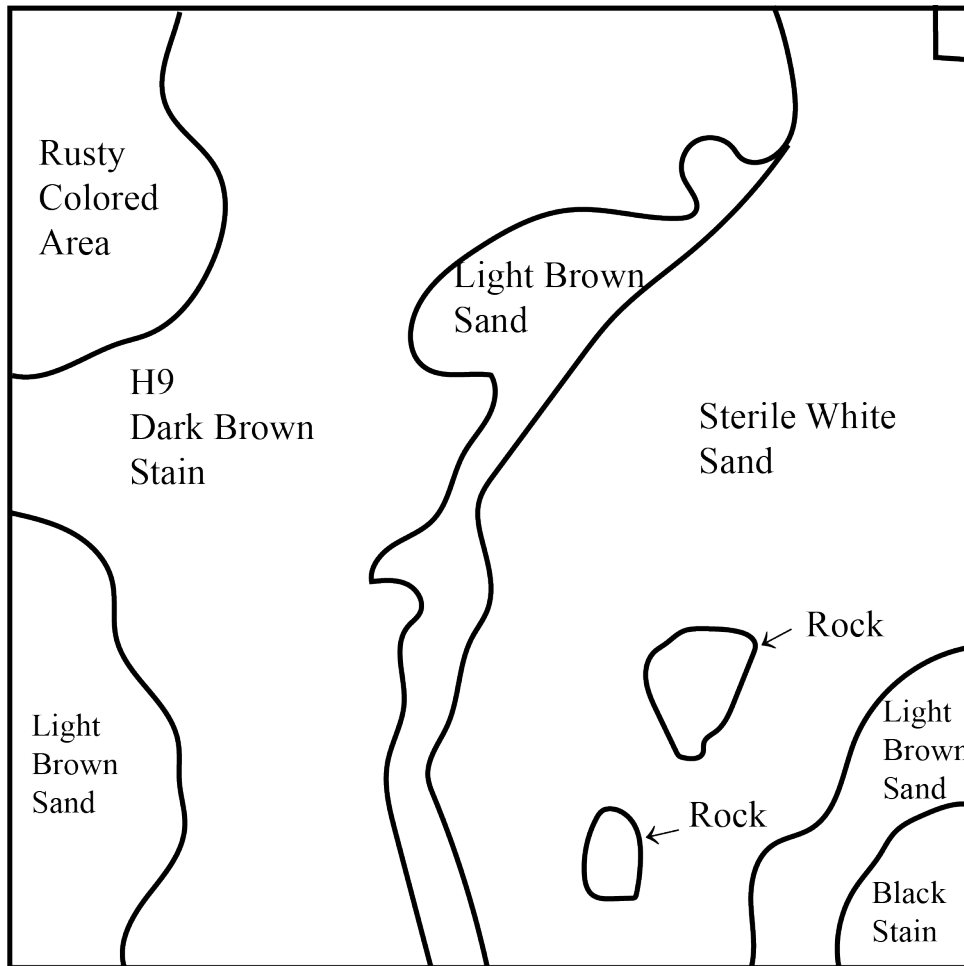 Rusty
Colored
Area
Light Brown
Sand
H9
Dark Brown
Stain
Sterile White
Sand
Rock
Light
Brown
Sand
Light
Brown
Sand
Rock
Black
Stain